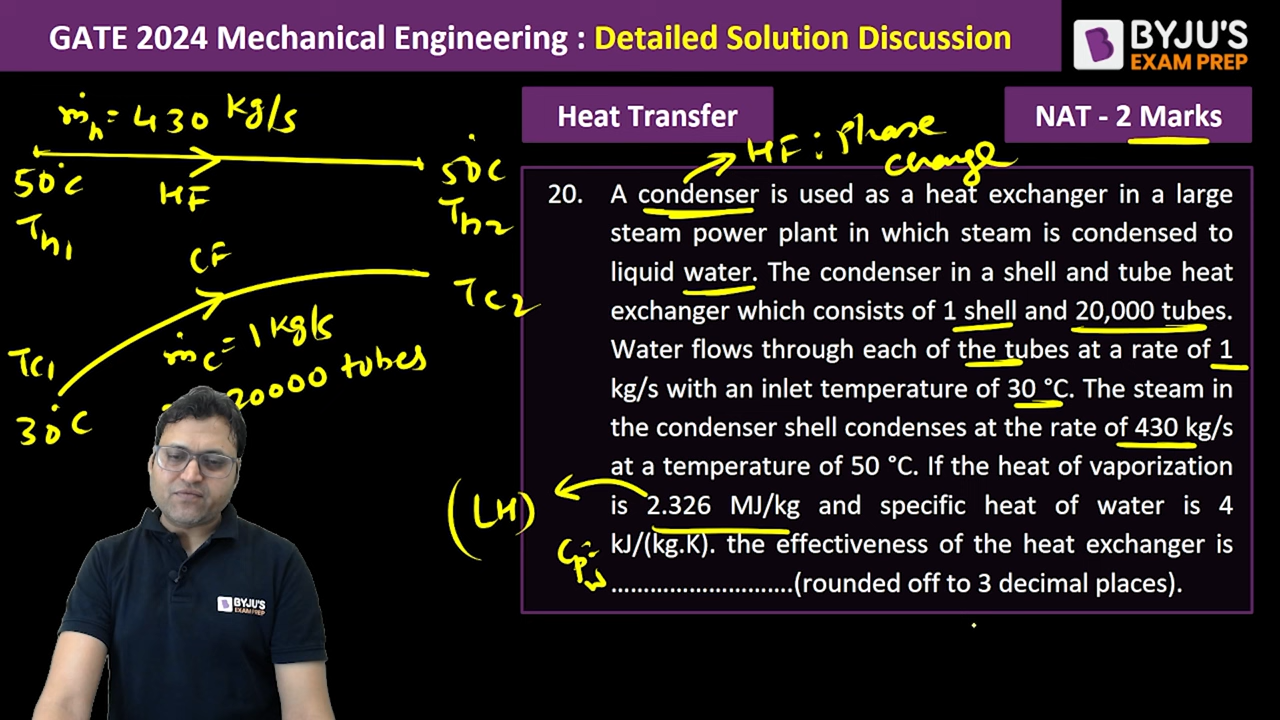 GATE 2024 Mechanical Engineering : Detailed Solution Discussion
BYJU'S
EXAM PREP
Heat Transfer
NAT - 2 Marks
HF : Phase
change
20. A condenser is used as a heat exchanger in a large
steam power plant in which steam is condensed to
liquid water. The condenser in a shell and tube heat
exchanger which consists of 1 shell and 20,000 tubes.
Water flows through each of the tubes at a rate of 1
kg/s with an inlet temperature of 30 °C. The steam in
the condenser shell condenses at the rate of 430 kg/s
at a temperature of 50 °C. If the heat of vaporization
is 2.326 MJ/kg and specific heat of water is 4
kJ/(kg.K). the effectiveness of the heat exchanger is
............................(rounded off to 3 decimal places).
ṁh = 430 kg/s
50°C
HF
50°C
Th1
Th2
CF
Tc2
Tc1
ṁc = 1 kg/s
20000 tubes
30°C
(LH)
Cpw =
BYJU'S
EXAM PREP